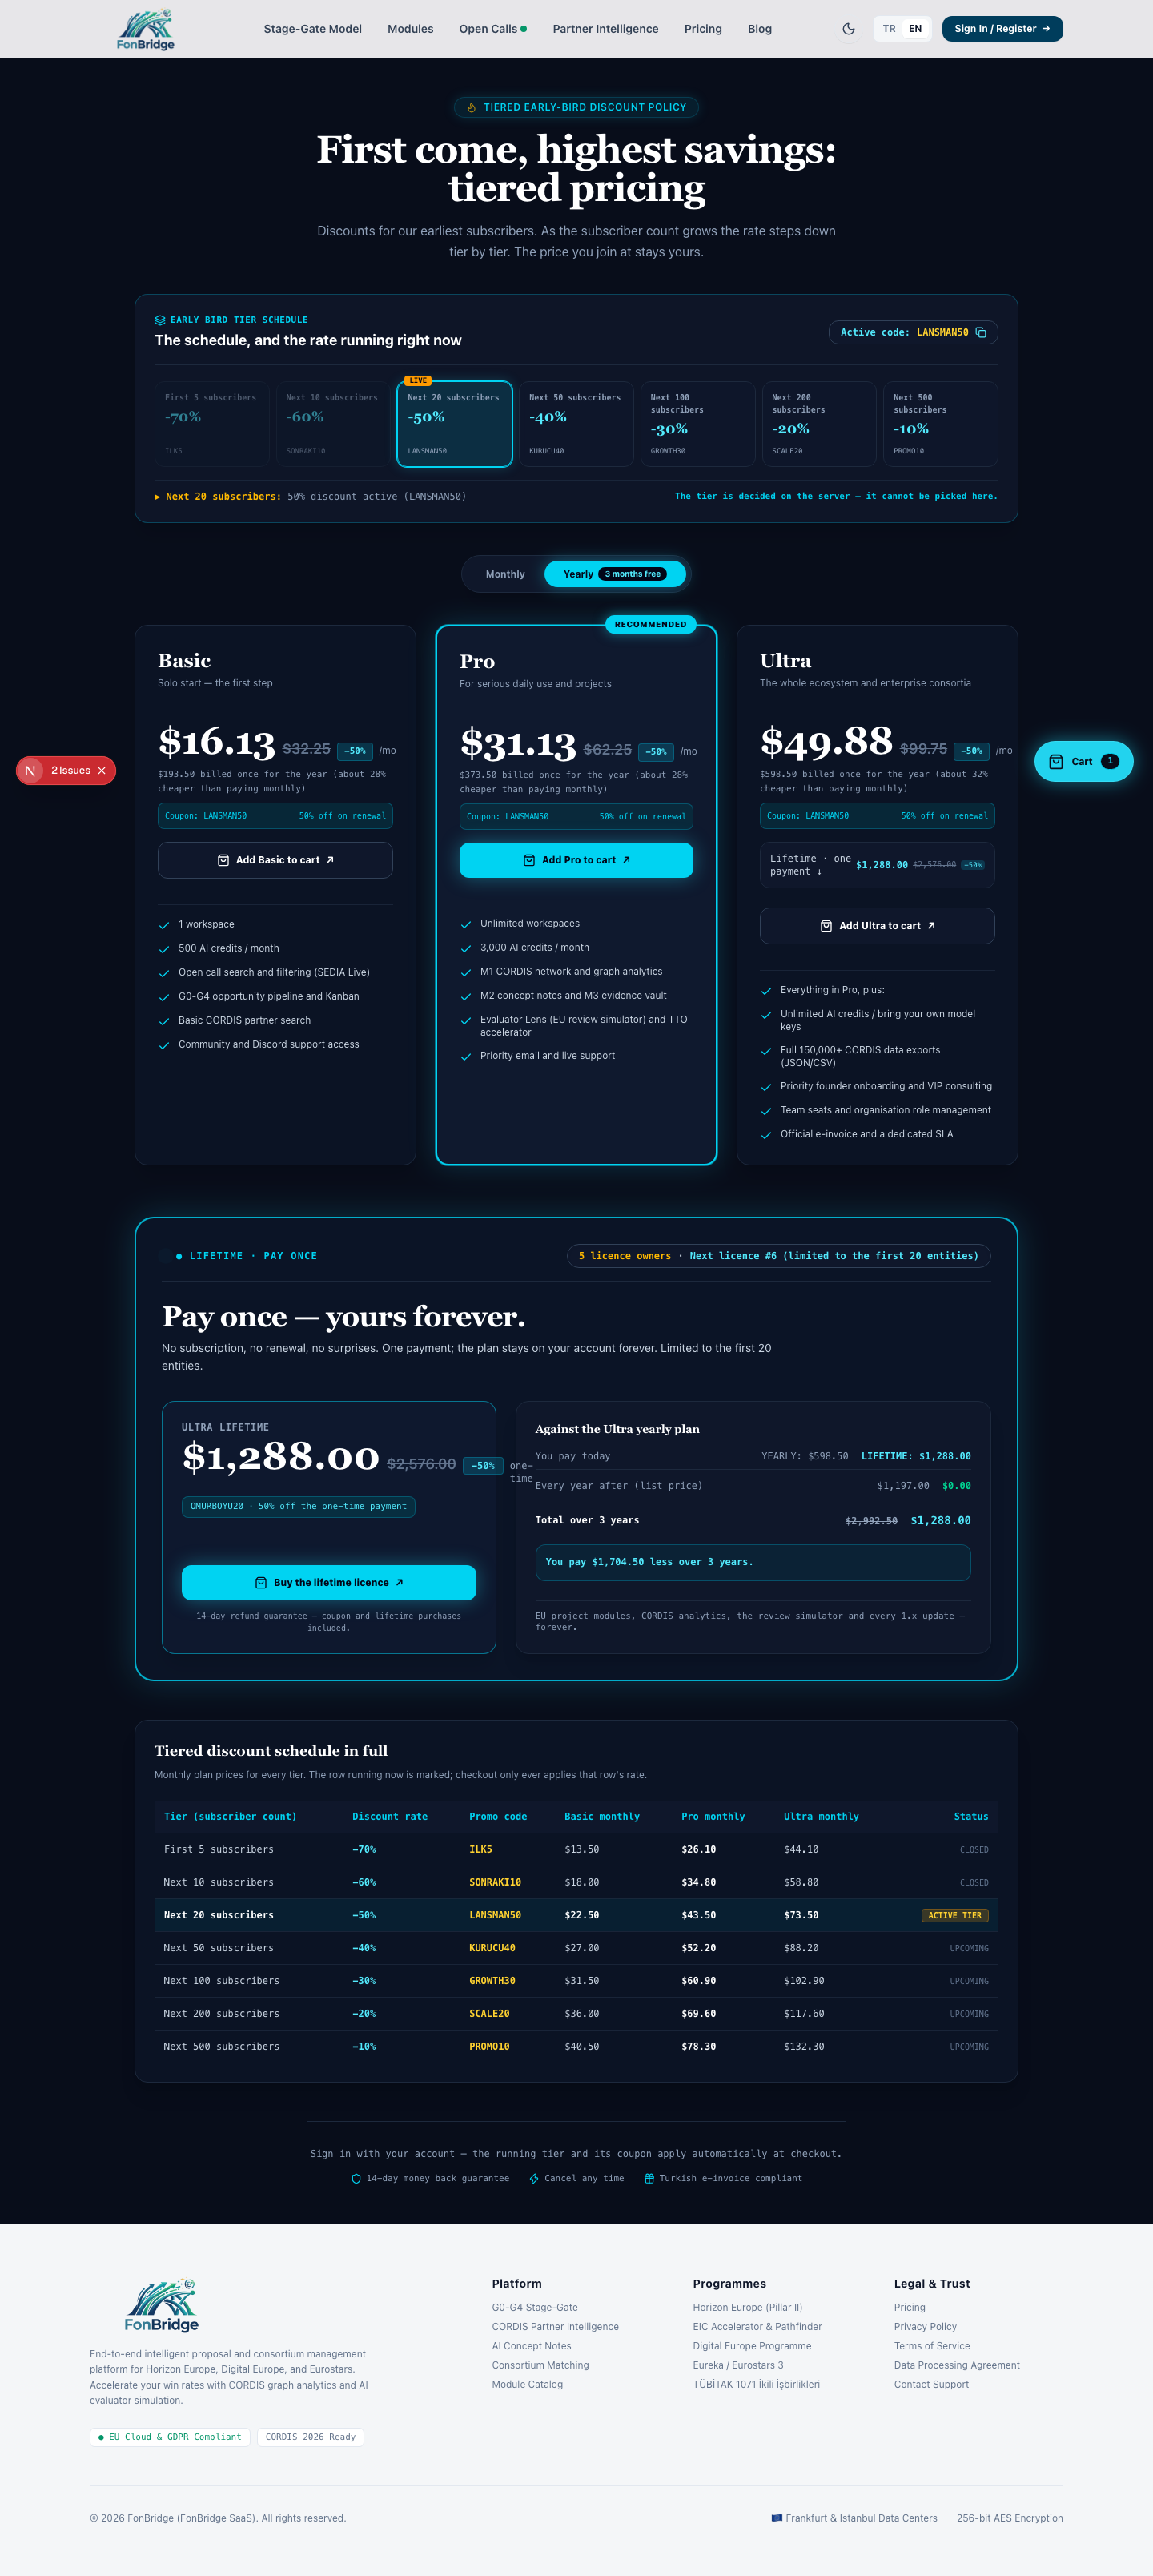 FonBridge
Stage-Gate Model
Modules
Open Calls
Partner Intelligence
Pricing
Blog
TR
EN
Sign In / Register →
TIERED EARLY-BIRD DISCOUNT POLICY
First come, highest savings:
tiered pricing
Discounts for our earliest subscribers. As the subscriber count grows the rate steps down
tier by tier. The price you join at stays yours.
EARLY BIRD TIER SCHEDULE
The schedule, and the rate running right now
Active code: LANSMAN50
First 5 subscribers
-70%
ILK5
Next 10 subscribers
-60%
SONRAKI10
LIVE
Next 20 subscribers
-50%
LANSMAN50
Next 50 subscribers
-40%
KURUCU40
Next 100
subscribers
-30%
GROWTH30
Next 200
subscribers
-20%
SCALE20
Next 500
subscribers
-10%
PROMO10
▶ Next 20 subscribers: 50% discount active (LANSMAN50)
The tier is decided on the server — it cannot be picked here.
Monthly
Yearly 3 months free
Basic
Solo start — the first step
$16.13 $32.25 −50% /mo
$193.50 billed once for the year (about 28%
cheaper than paying monthly)
Coupon: LANSMAN50 50% off on renewal
Add Basic to cart ↗
1 workspace
500 AI credits / month
Open call search and filtering (SEDIA Live)
G0-G4 opportunity pipeline and Kanban
Basic CORDIS partner search
Community and Discord support access
RECOMMENDED
Pro
For serious daily use and projects
$31.13 $62.25 −50% /mo
$373.50 billed once for the year (about 28%
cheaper than paying monthly)
Coupon: LANSMAN50 50% off on renewal
Add Pro to cart ↗
Unlimited workspaces
3,000 AI credits / month
M1 CORDIS network and graph analytics
M2 concept notes and M3 evidence vault
Evaluator Lens (EU review simulator) and TTO
accelerator
Priority email and live support
Ultra
The whole ecosystem and enterprise consortia
$49.88 $99.75 −50% /mo
$598.50 billed once for the year (about 32%
cheaper than paying monthly)
Coupon: LANSMAN50 50% off on renewal
Lifetime · one
payment ↓
$1,288.00 $2,576.00 −50%
Add Ultra to cart ↗
Everything in Pro, plus:
Unlimited AI credits / bring your own model
keys
Full 150,000+ CORDIS data exports
(JSON/CSV)
Priority founder onboarding and VIP consulting
Team seats and organisation role management
Official e-invoice and a dedicated SLA
N 2 Issues ×
Cart 1
● LIFETIME · PAY ONCE
5 licence owners · Next licence #6 (limited to the first 20 entities)
Pay once — yours forever.
No subscription, no renewal, no surprises. One payment; the plan stays on your account forever. Limited to the first 20
entities.
ULTRA LIFETIME
$1,288.00 $2,576.00 −50% one-
time
OMURBOYU20 · 50% off the one-time payment
Buy the lifetime licence ↗
14-day refund guarantee — coupon and lifetime purchases
included.
Against the Ultra yearly plan
You pay today YEARLY: $598.50 LIFETIME: $1,288.00
Every year after (list price) $1,197.00 $0.00
Total over 3 years $2,992.50 $1,288.00
You pay $1,704.50 less over 3 years.
EU project modules, CORDIS analytics, the review simulator and every 1.x update —
forever.
Tiered discount schedule in full
Monthly plan prices for every tier. The row running now is marked; checkout only ever applies that row's rate.
Tier (subscriber count) Discount rate Promo code Basic monthly Pro monthly Ultra monthly Status
First 5 subscribers −70% ILK5 $13.50 $26.10 $44.10 CLOSED
Next 10 subscribers −60% SONRAKI10 $18.00 $34.80 $58.80 CLOSED
Next 20 subscribers −50% LANSMAN50 $22.50 $43.50 $73.50 ACTIVE TIER
Next 50 subscribers −40% KURUCU40 $27.00 $52.20 $88.20 UPCOMING
Next 100 subscribers −30% GROWTH30 $31.50 $60.90 $102.90 UPCOMING
Next 200 subscribers −20% SCALE20 $36.00 $69.60 $117.60 UPCOMING
Next 500 subscribers −10% PROMO10 $40.50 $78.30 $132.30 UPCOMING
Sign in with your account — the running tier and its coupon apply automatically at checkout.
14-day money back guarantee
Cancel any time
Turkish e-invoice compliant
FonBridge
End-to-end intelligent proposal and consortium management
platform for Horizon Europe, Digital Europe, and Eurostars.
Accelerate your win rates with CORDIS graph analytics and AI
evaluator simulation.
● EU Cloud & GDPR Compliant
CORDIS 2026 Ready
Platform
G0-G4 Stage-Gate
CORDIS Partner Intelligence
AI Concept Notes
Consortium Matching
Module Catalog
Programmes
Horizon Europe (Pillar II)
EIC Accelerator & Pathfinder
Digital Europe Programme
Eureka / Eurostars 3
TÜBİTAK 1071 İkili İşbirlikleri
Legal & Trust
Pricing
Privacy Policy
Terms of Service
Data Processing Agreement
Contact Support
© 2026 FonBridge (FonBridge SaaS). All rights reserved.
Frankfurt & Istanbul Data Centers
256-bit AES Encryption